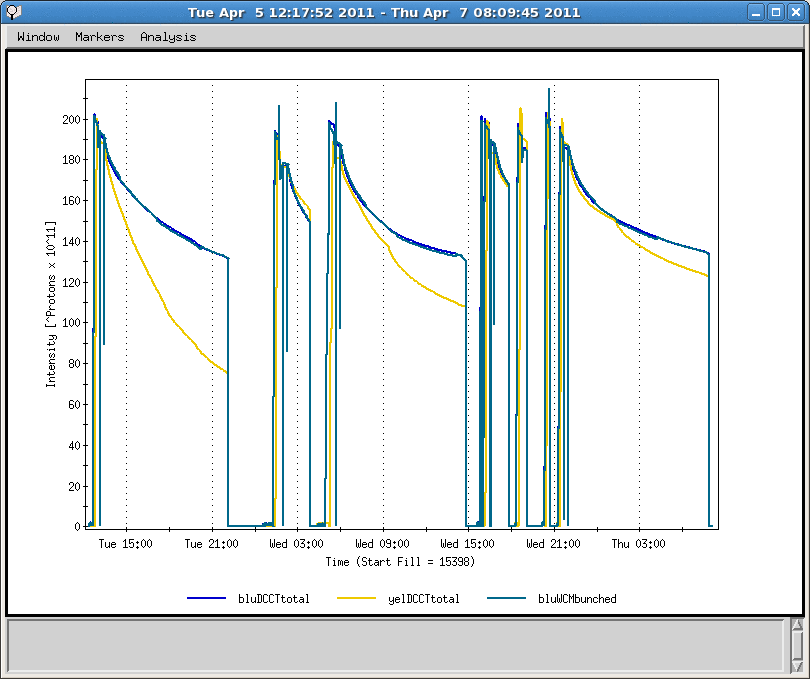 Tue Apr  5 12:17:52 2011 - Thu Apr  7 08:09:45 2011
Window Markers Analysis
200
180
160
140
120
100
80
60
40
20
0
Intensity [^Protons x 10^11]
Tue 15:00 Tue 21:00 Wed 03:00 Wed 09:00 Wed 15:00 Wed 21:00 Thu 03:00
Time (Start Fill = 15398)
bluDCCTtotal yelDCCTtotal bluWCMbunched